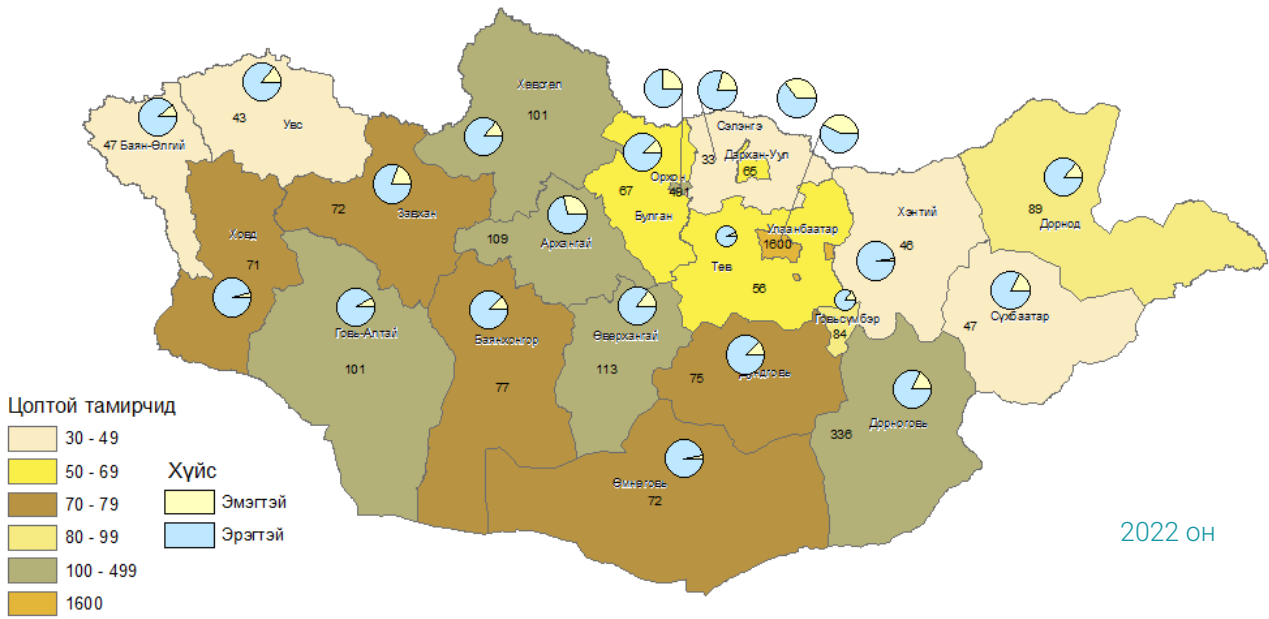 Хөвсгөл
101
43
Увс
47 Баян-Өлгий
Сэлэнгэ
33
Дархан-Уул
65
Орхон
491
67
Булган
72
Завхан
Ховд
71
109
Архангай
Улаанбаатар
1600
Төв
56
Хэнтий
46
89
Дорнод
Говьсүмбэр
84
47
Сүхбаатар
Говь-Алтай
101
Баянхонгор
77
Өвөрхангай
113
75
Дундговь
336
Дорноговь
Өмнөговь
72
Цолтой тамирчид
30 - 49
50 - 69
70 - 79
80 - 99
100 - 499
1600
Хүйс
Эмэгтэй
Эрэгтэй
2022 он